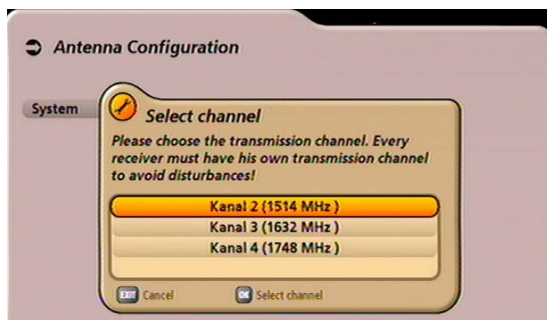 Antenna Configuration
System
Select channel
Please choose the transmission channel. Every
receiver must have his own transmission channel
to avoid disturbances!
Kanal 2 (1514 MHz )
Kanal 3 (1632 MHz )
Kanal 4 (1748 MHz )
EXIT Cancel
OK Select channel